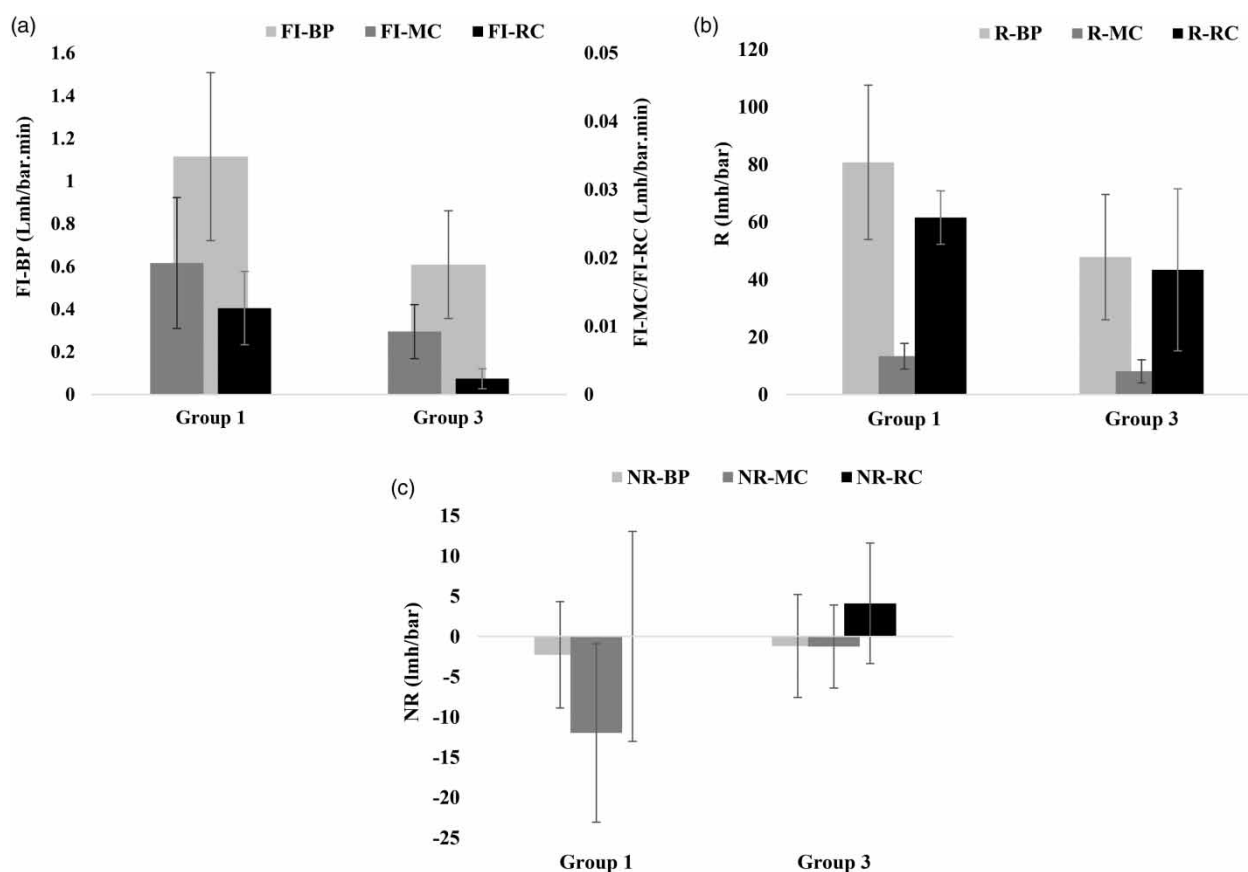 (a)
FI-BP FI-MC FI-RC
1.6
1.4
1.2
1
0.8
0.6
0.4
0.2
0
FI-BP (Lmh/bar.min)
0.05
0.04
0.03
0.02
0.01
0
FI-MC/FI-RC (Lmh/bar.min)
Group 1 Group 3
(b)
R-BP R-MC R-RC
120
100
80
60
40
20
0
R (lmh/bar)
Group 1 Group 3
(c)
NR-BP NR-MC NR-RC
15
10
5
0
-5
-10
-15
-20
-25
NR (lmh/bar)
Group 1 Group 3